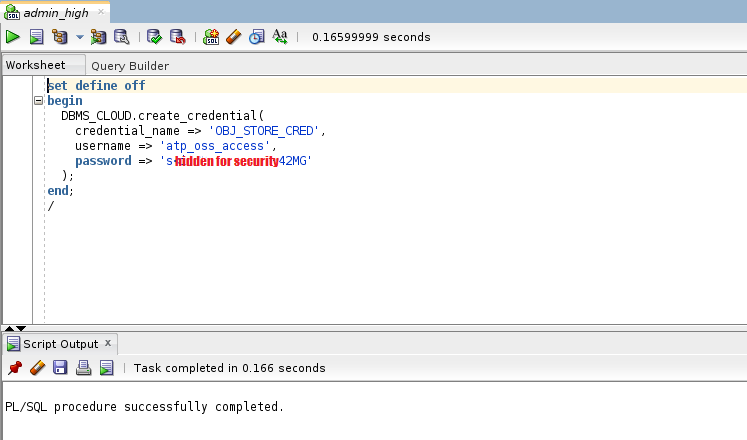 admin_high
0.16599999 seconds
Worksheet
Query Builder
set define off
begin
DBMS_CLOUD.create_credential(
credential_name => 'OBJ_STORE_CRED',
username => 'atp_oss_access',
password => 's hidden for security 42MG'
);
end;
/
Script Output
Task completed in 0.166 seconds
PL/SQL procedure successfully completed.